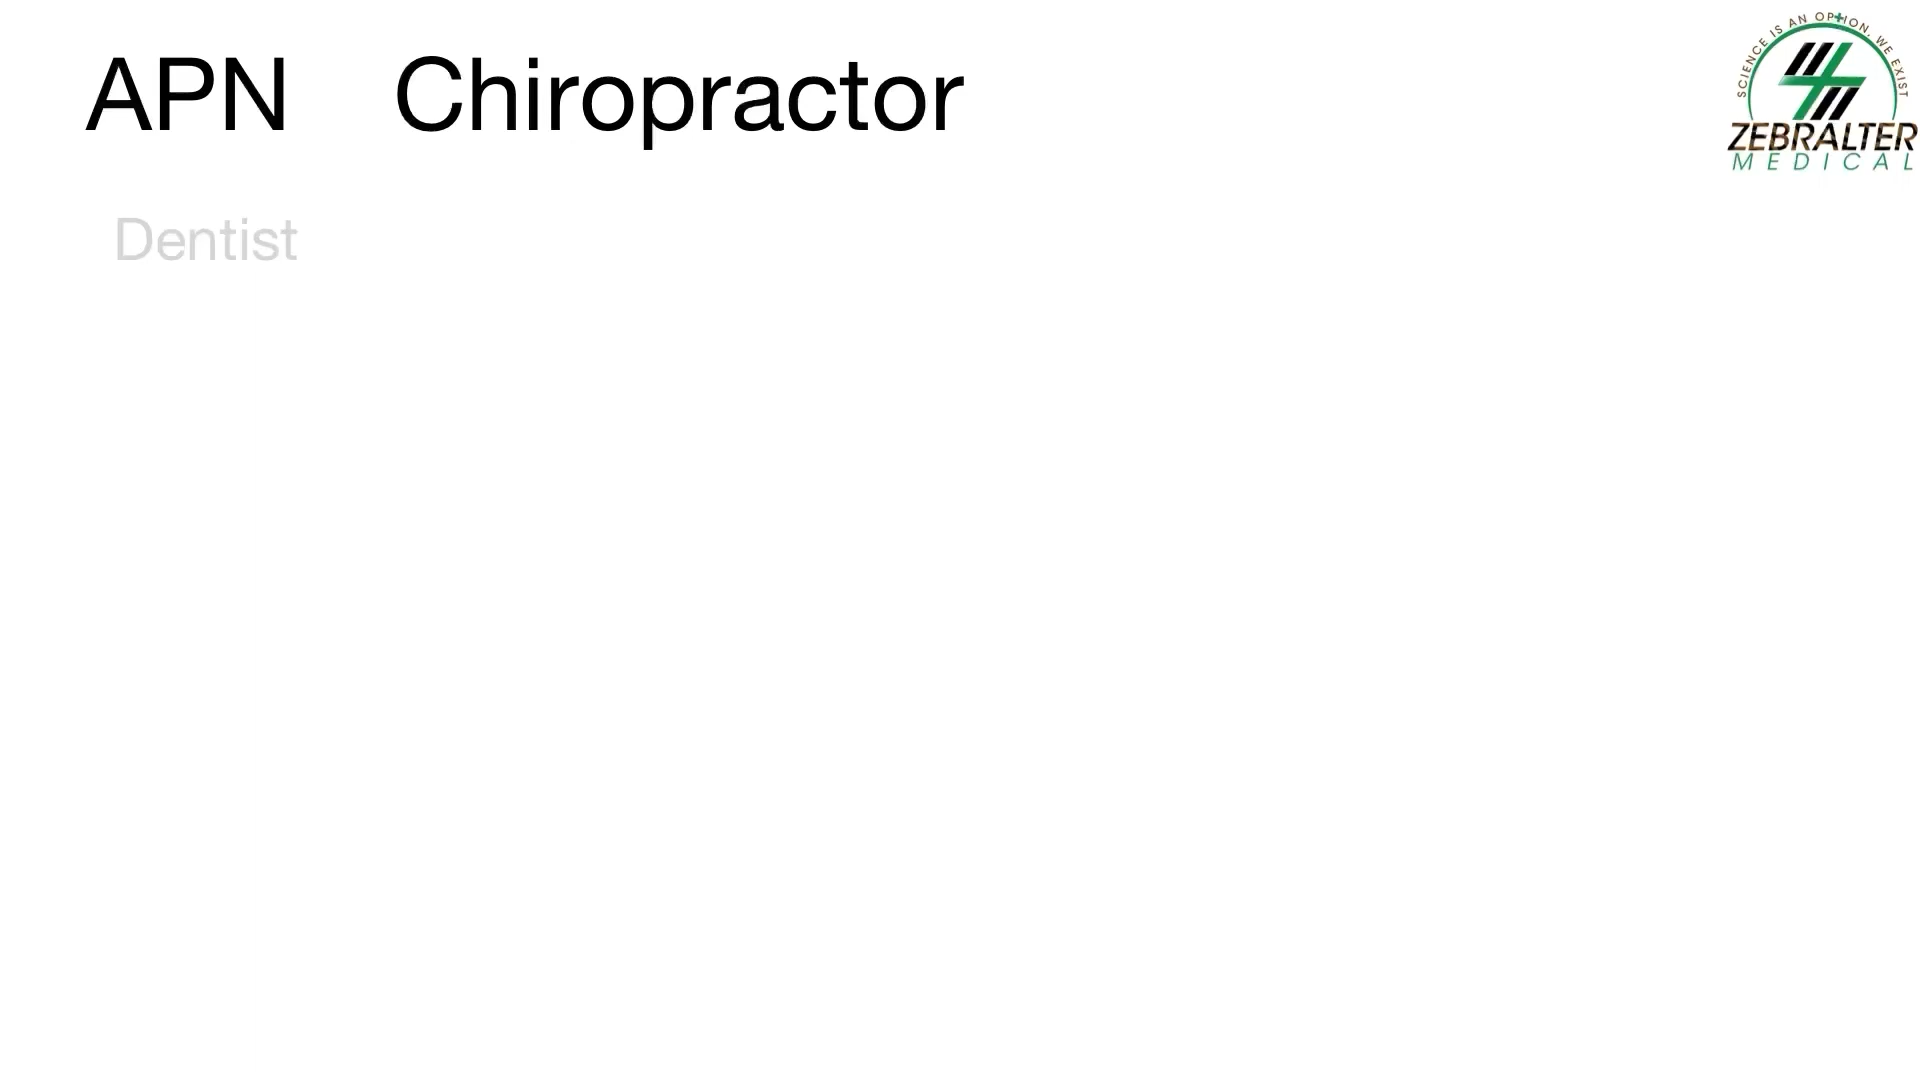 APN Chiropractor
SCIENCE IS AN OPTION, WE EXIST
ZEBRALTER
MEDICAL
Dentist